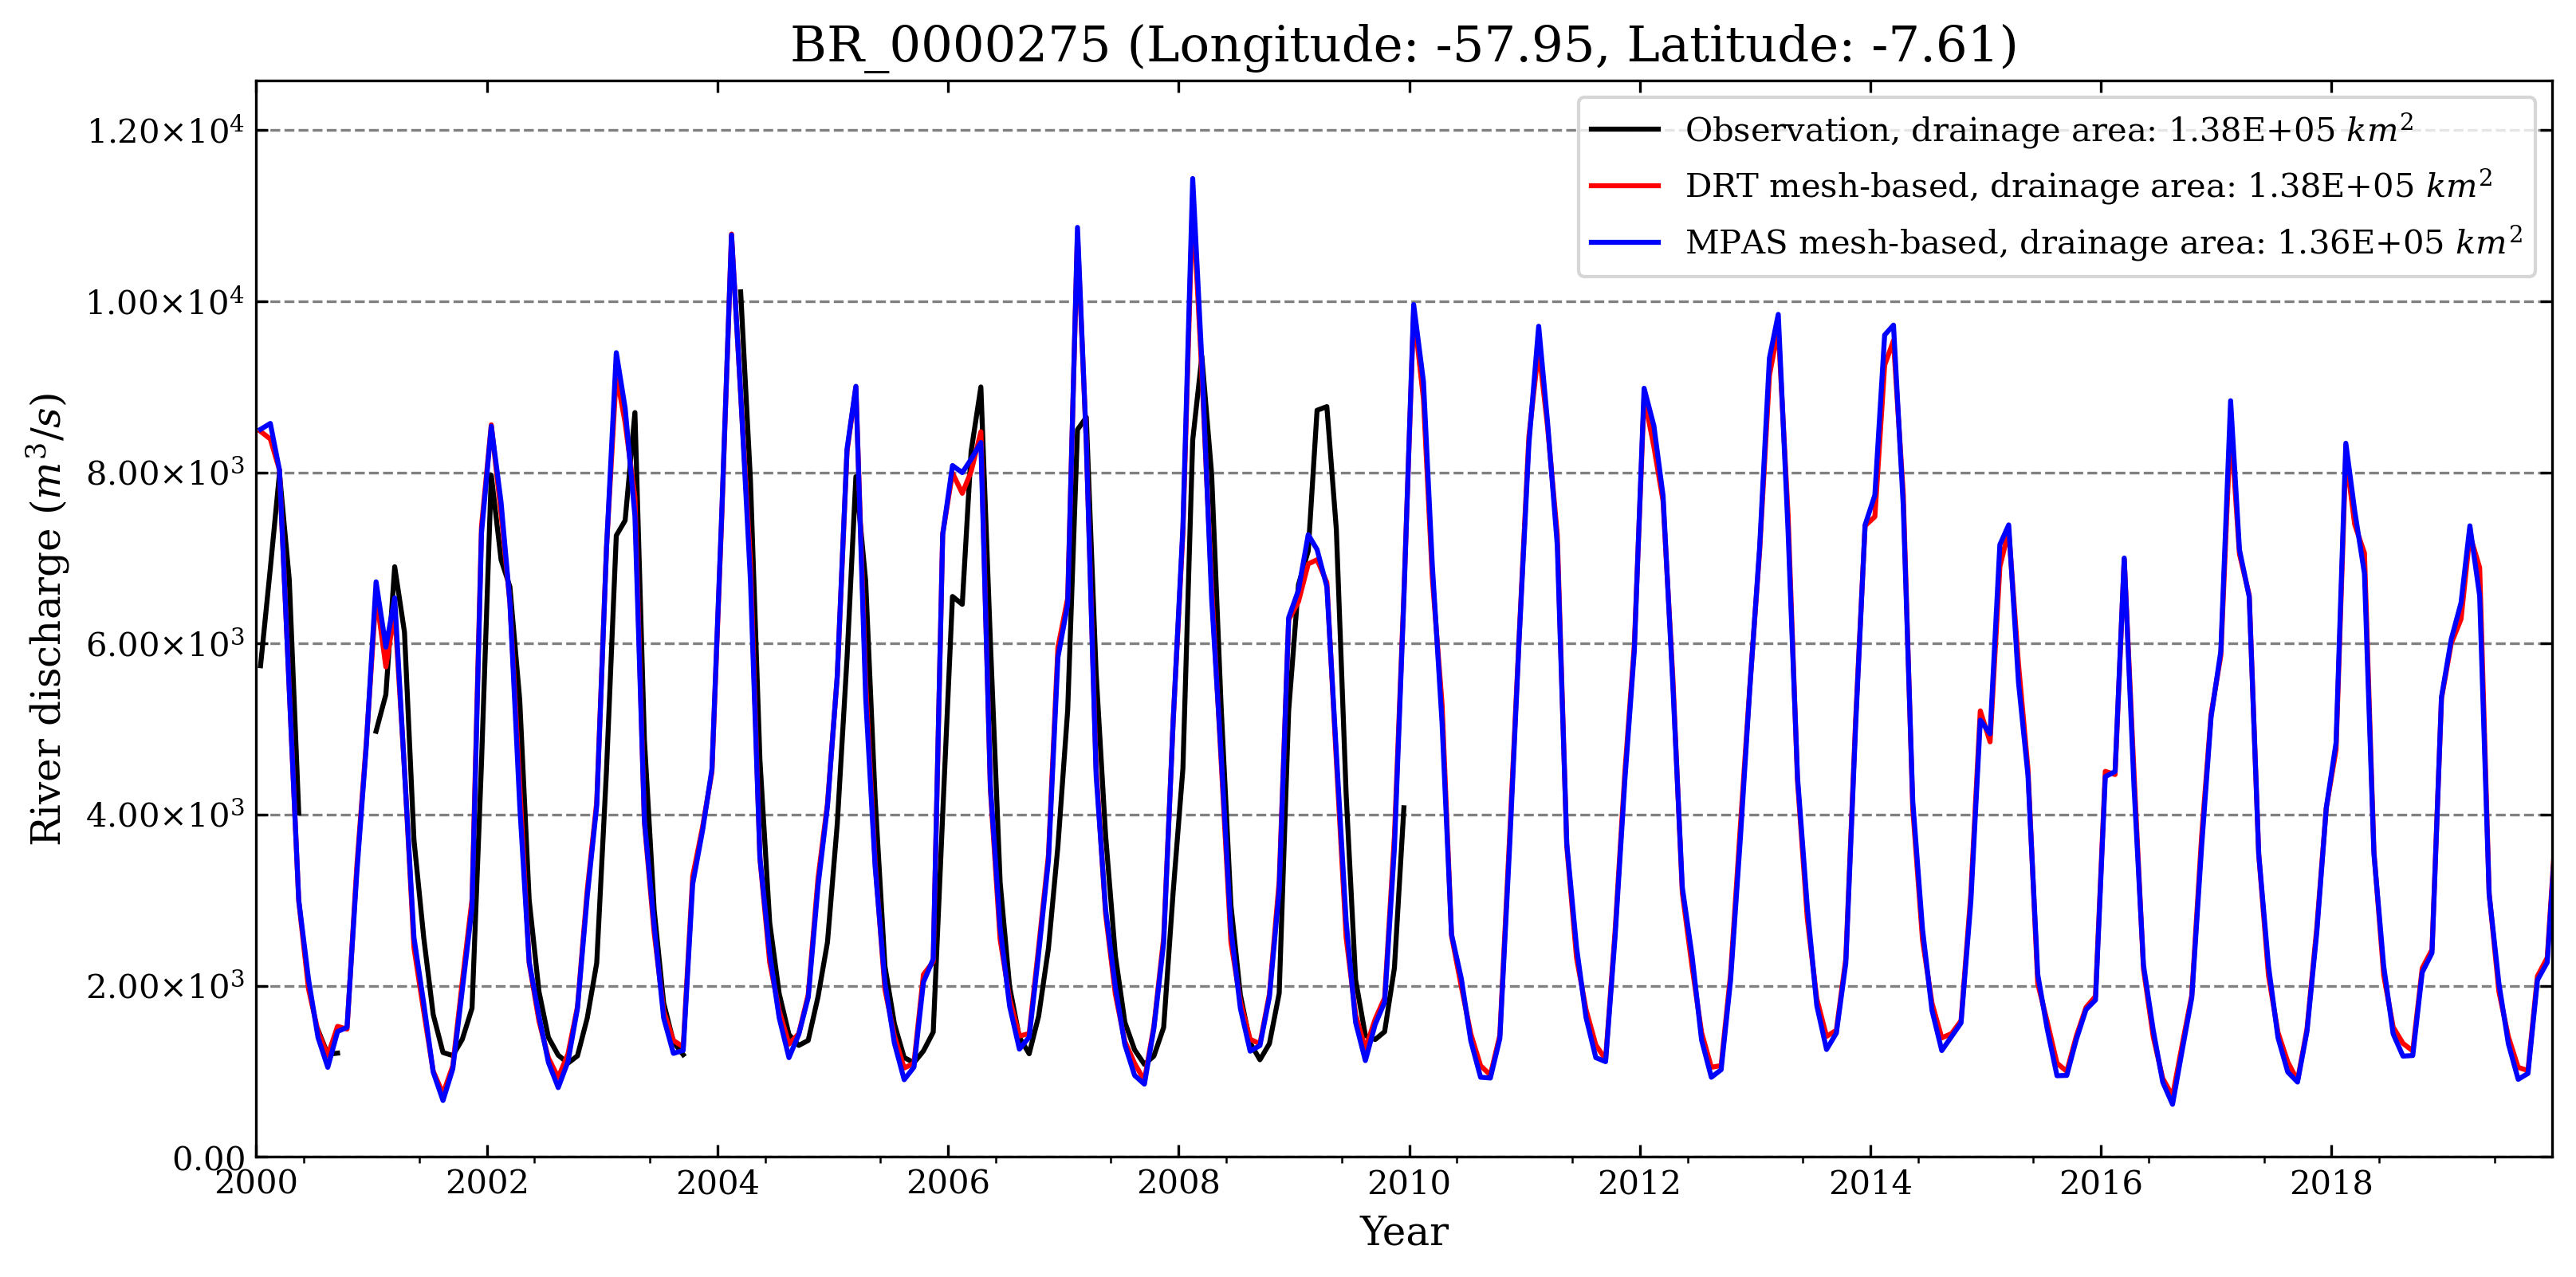 BR_0000275 (Longitude: -57.95, Latitude: -7.61)
Observation, drainage area: 1.38E+05 km²
DRT mesh-based, drainage area: 1.38E+05 km²
MPAS mesh-based, drainage area: 1.36E+05 km²
River discharge (m³/s)
1.20×10⁴
1.00×10⁴
8.00×10³
6.00×10³
4.00×10³
2.00×10³
0.00
2000 2002 2004 2006 2008 2010 2012 2014 2016 2018
Year